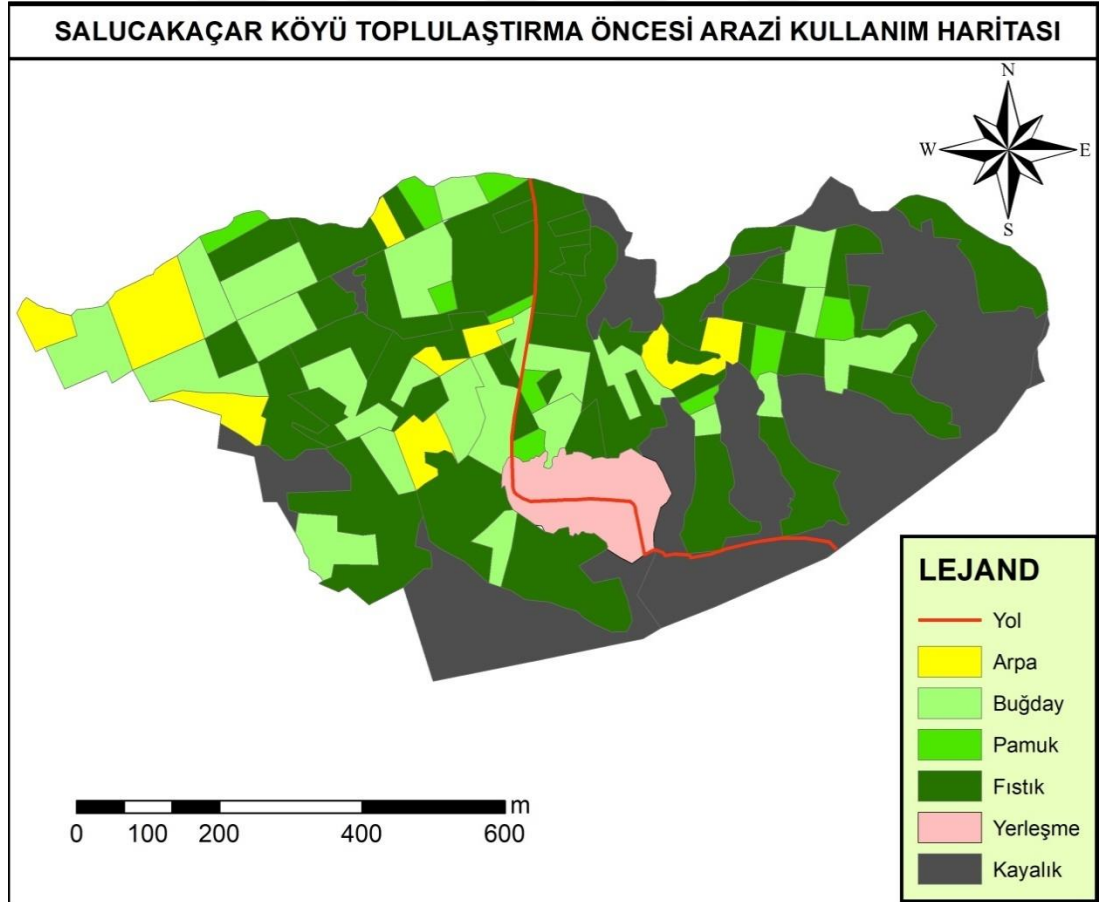 SALUCAKAÇAR KÖYÜ TOPLULAŞTIRMA ÖNCESİ ARAZİ KULLANIM HARİTASI
N
W E
S
LEJAND
Yol
Arpa
Buğday
Pamuk
Fıstık
Yerleşme
Kayalık
m
0 100 200 400 600